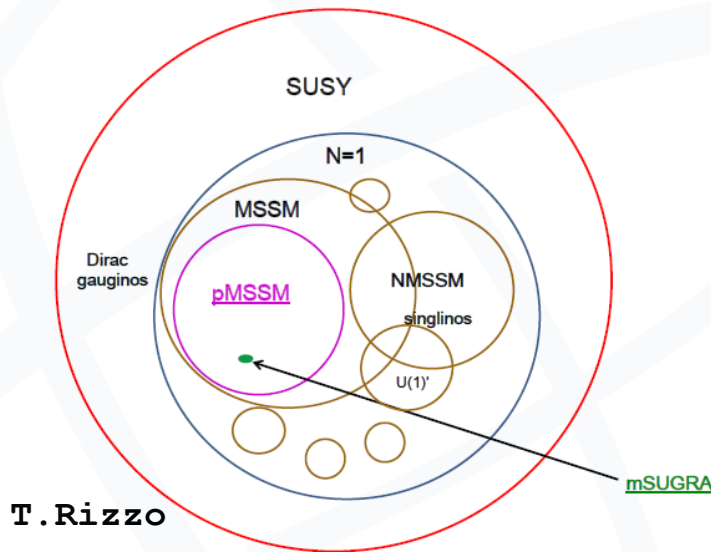 SUSY
N=1
MSSM
Dirac
gauginos
pMSSM
NMSSM
singlinos
U(1)'
mSUGRA
T.Rizzo